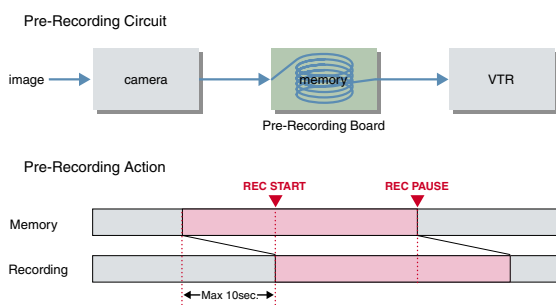 Pre-Recording Circuit
image
camera
memory
VTR
Pre-Recording Board
Pre-Recording Action
REC START
REC PAUSE
Memory
Recording
Max 10sec.